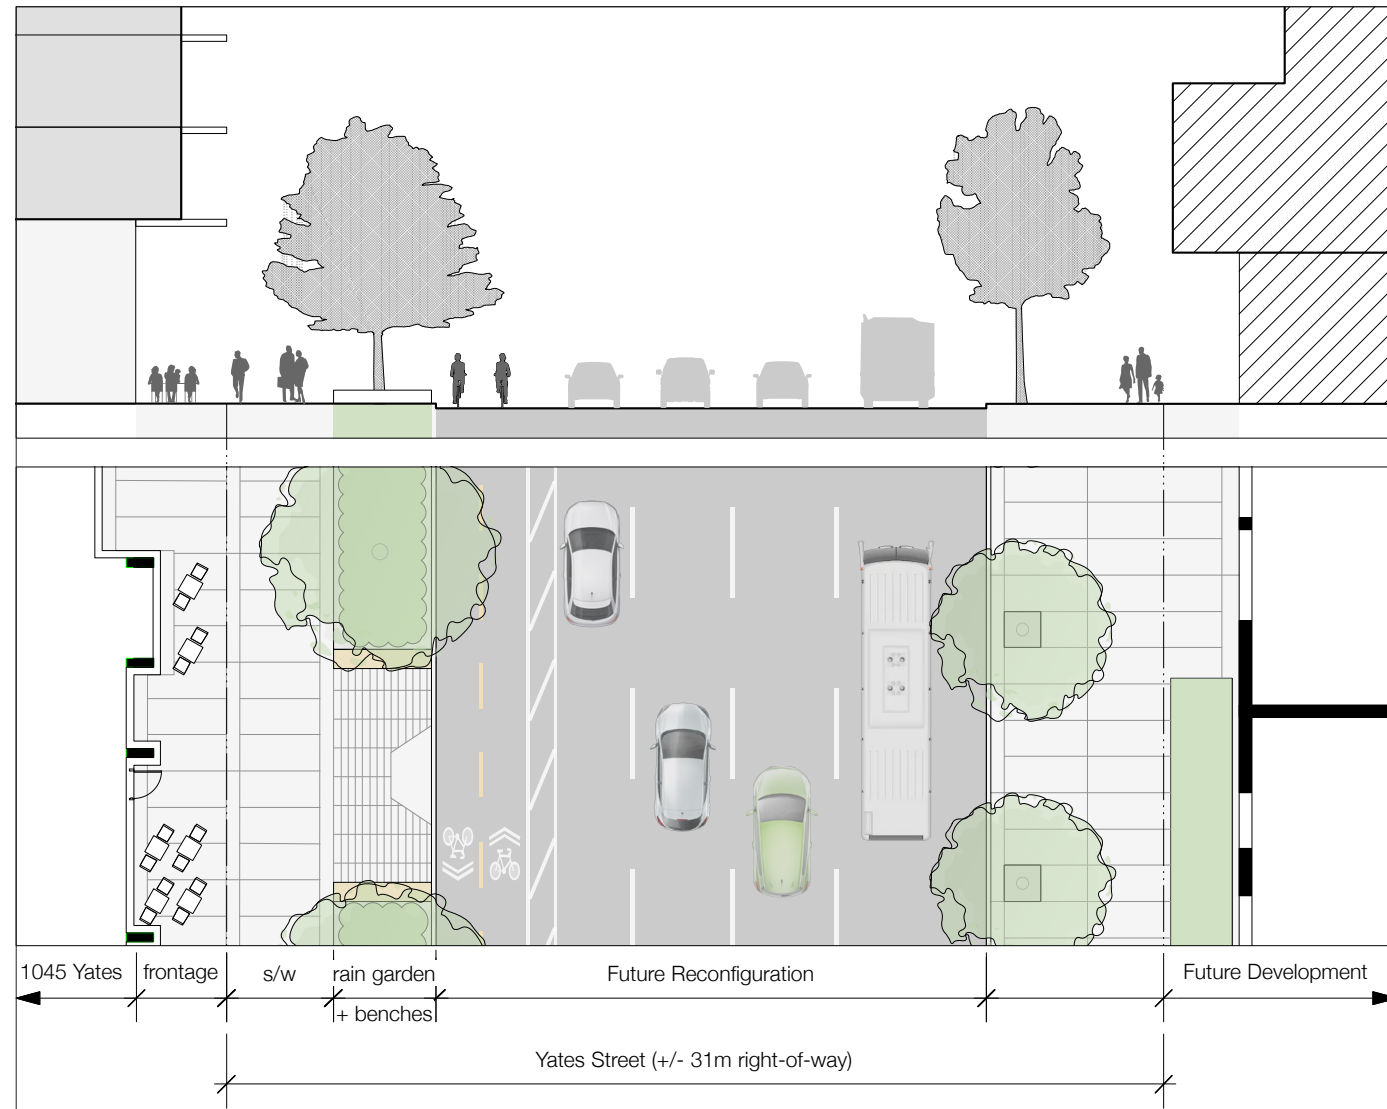 1045 Yates
frontage
s/w
rain garden
+ benches
Future Reconfiguration
Future Development
Yates Street (+/- 31m right-of-way)